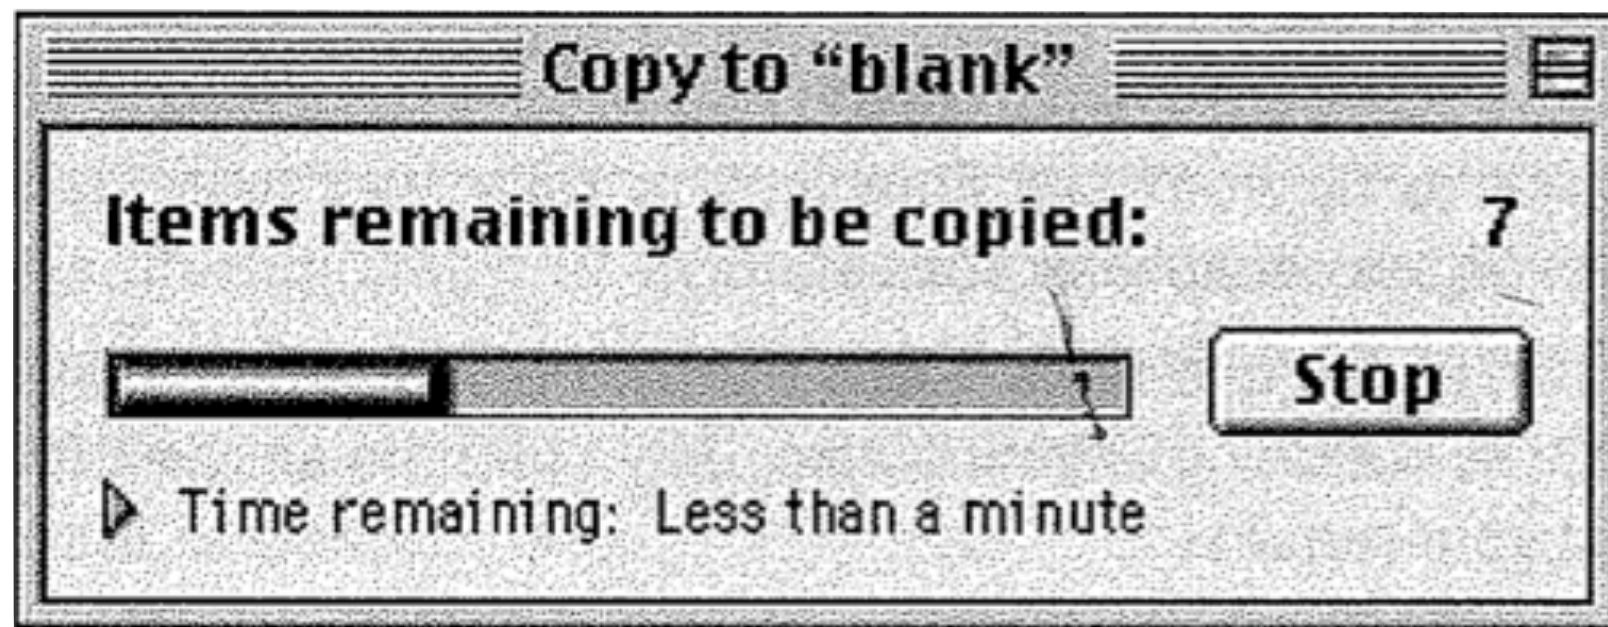 Copy to “blank”
Items remaining to be copied: 7
Stop
Time remaining: Less than a minute